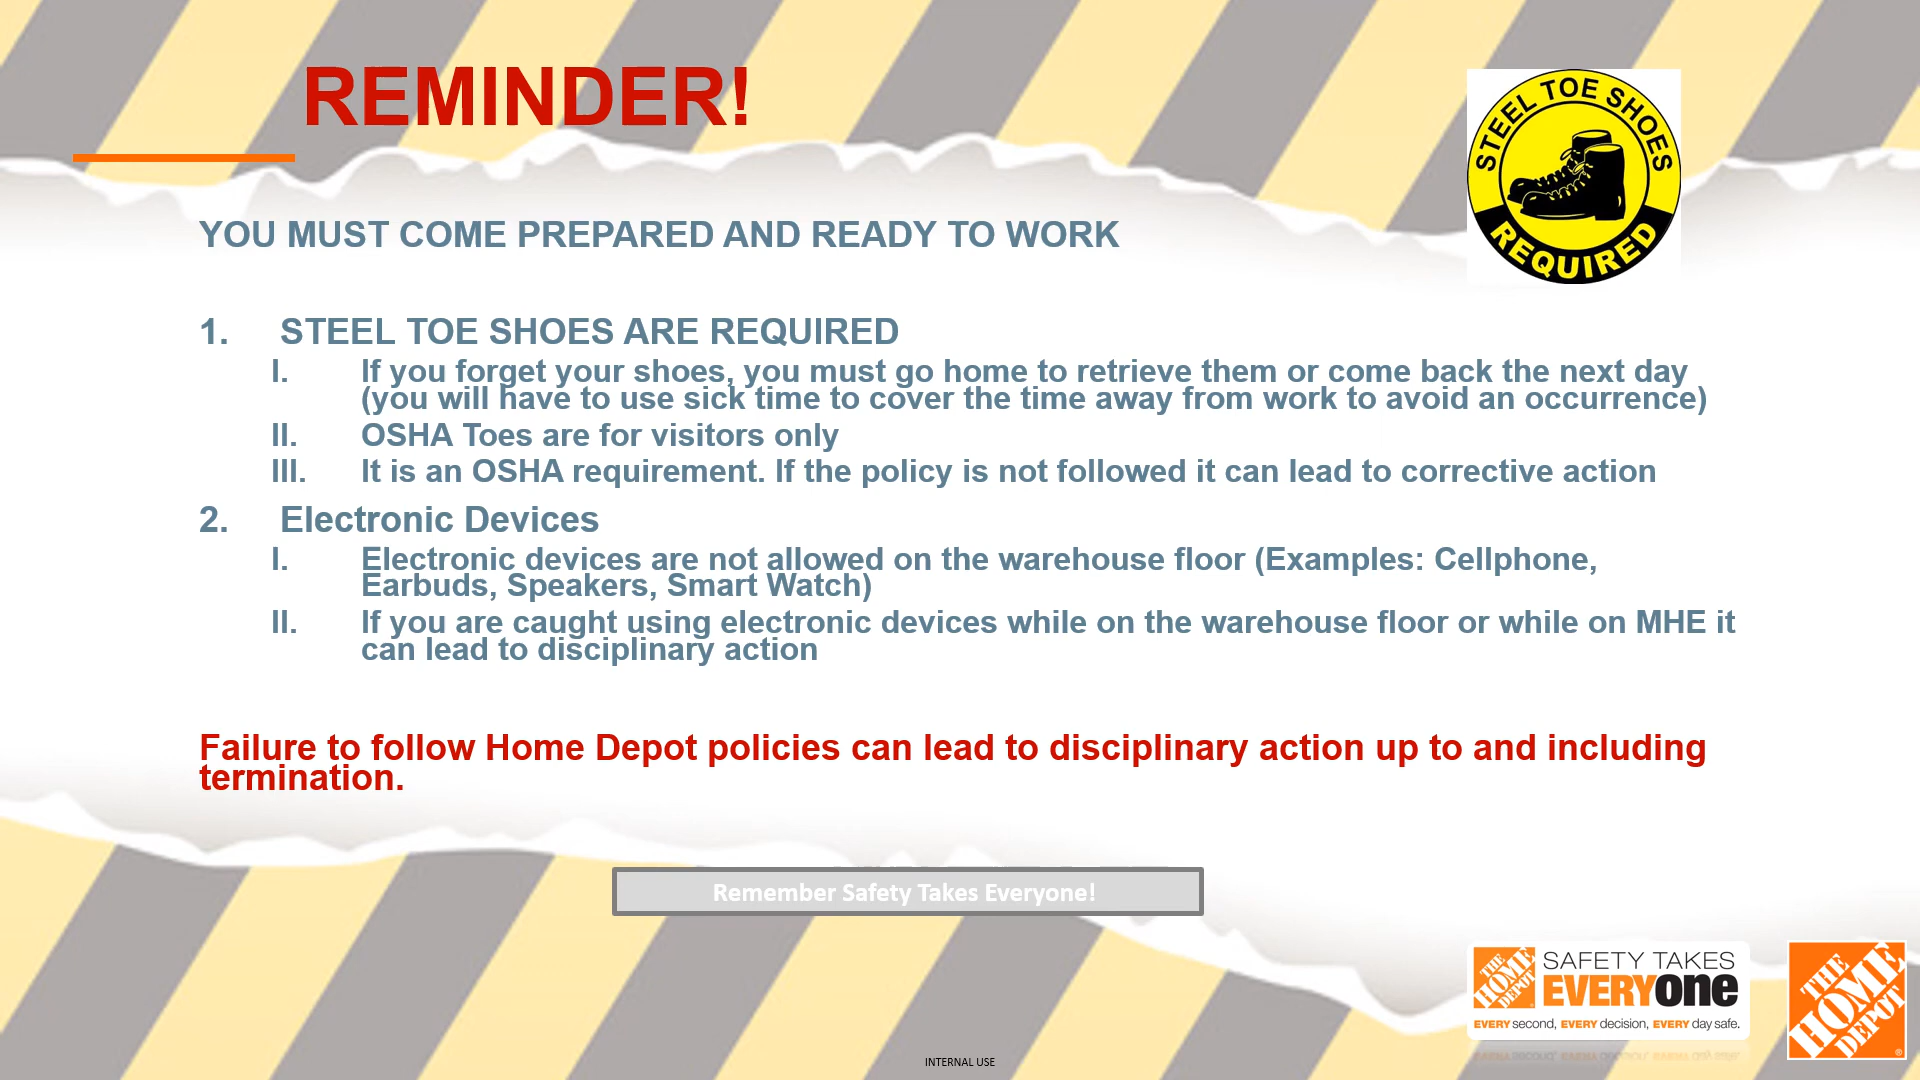 REMINDER!
STEEL TOE SHOES
REQUIRED
YOU MUST COME PREPARED AND READY TO WORK
1. STEEL TOE SHOES ARE REQUIRED
I. If you forget your shoes, you must go home to retrieve them or come back the next day
(you will have to use sick time to cover the time away from work to avoid an occurrence)
II. OSHA Toes are for visitors only
III. It is an OSHA requirement. If the policy is not followed it can lead to corrective action
2. Electronic Devices
I. Electronic devices are not allowed on the warehouse floor (Examples: Cellphone,
Earbuds, Speakers, Smart Watch)
II. If you are caught using electronic devices while on the warehouse floor or while on MHE it
can lead to disciplinary action
Failure to follow Home Depot policies can lead to disciplinary action up to and including
termination.
Remember Safety Takes Everyone!
THE
HOME
DEPOT
SAFETY TAKES
EVERYone
EVERY second, EVERY decision, EVERY day safe.
THE
HOME
DEPOT
®
INTERNAL USE